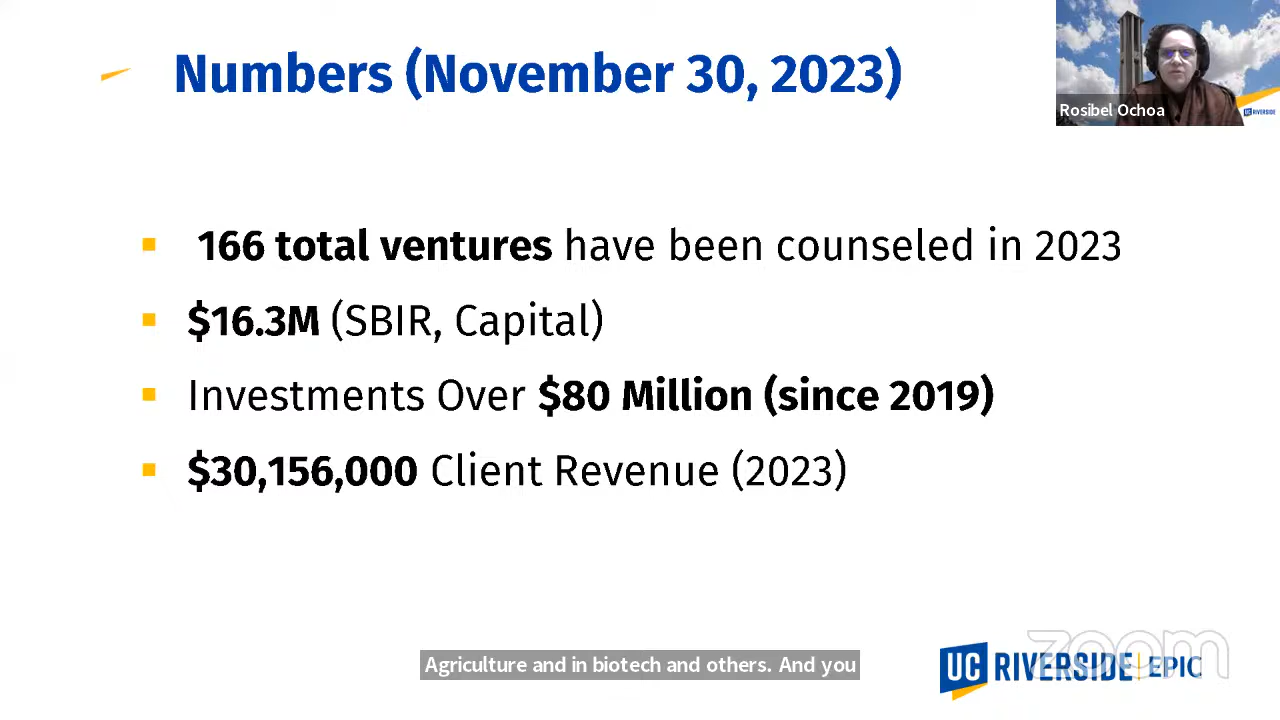 Numbers (November 30, 2023)
Rosibel Ochoa
UC RIVERSIDE
166 total ventures have been counseled in 2023
$16.3M (SBIR, Capital)
Investments Over $80 Million (since 2019)
$30,156,000 Client Revenue (2023)
Agriculture and in biotech and others. And you
UC RIVERSIDE | EPIC
zoom